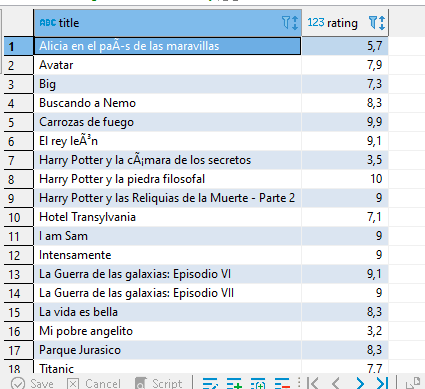 ABC title 123 rating
1 Alicia en el paÃ-s de las maravillas 5,7
2 Avatar 7,9
3 Big 7,3
4 Buscando a Nemo 8,3
5 Carrozas de fuego 9,9
6 El rey leÃ³n 9,1
7 Harry Potter y la cÃ¡mara de los secretos 3,5
8 Harry Potter y la piedra filosofal 10
9 Harry Potter y las Reliquias de la Muerte - Parte 2 9
10 Hotel Transylvania 7,1
11 I am Sam 9
12 Intensamente 9
13 La Guerra de las galaxias: Episodio VI 9,1
14 La Guerra de las galaxias: Episodio VII 9
15 La vida es bella 8,3
16 Mi pobre angelito 3,2
17 Parque Jurasico 8,3
18 Titanic 7,7
Save Cancel Script